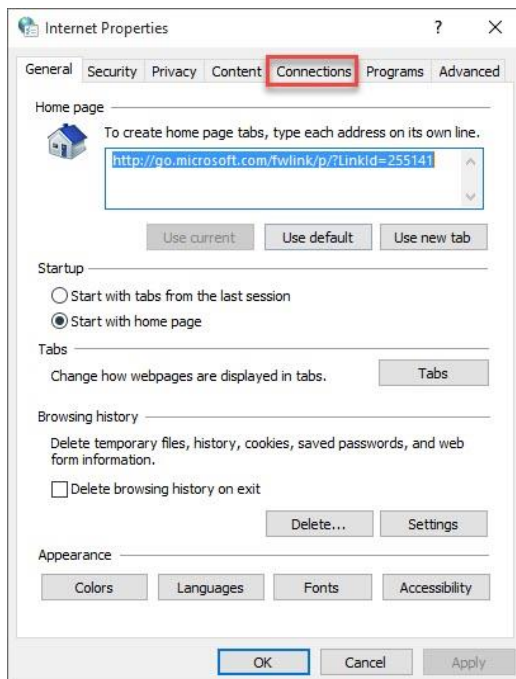 Internet Properties
?
General Security Privacy Content Connections Programs Advanced
Home page
To create home page tabs, type each address on its own line.
http://go.microsoft.com/fwlink/p/?LinkId=255141
Use current Use default Use new tab
Startup
Start with tabs from the last session
Start with home page
Tabs
Change how webpages are displayed in tabs. Tabs
Browsing history
Delete temporary files, history, cookies, saved passwords, and web
form information.
Delete browsing history on exit
Delete... Settings
Appearance
Colors Languages Fonts Accessibility
OK Cancel Apply